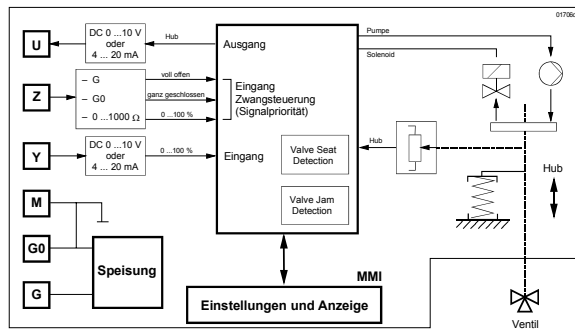 01706d
U
DC 0 ...10 V
oder
4 ... 20 mA
Hub
Ausgang
Pumpe
Solenoid
Z
– G
– G0
– 0...1000 Ω
voll offen
ganz geschlossen
0 ...100 %
Eingang
Zwangsteuerung
(Signalpriorität)
Y
DC 0 ...10 V
oder
4 ... 20 mA
0 ...100 %
Eingang
Valve Seat
Detection
Valve Jam
Detection
Hub
Hub
M
G0
G
Speisung
MMI
Einstellungen und Anzeige
Ventil